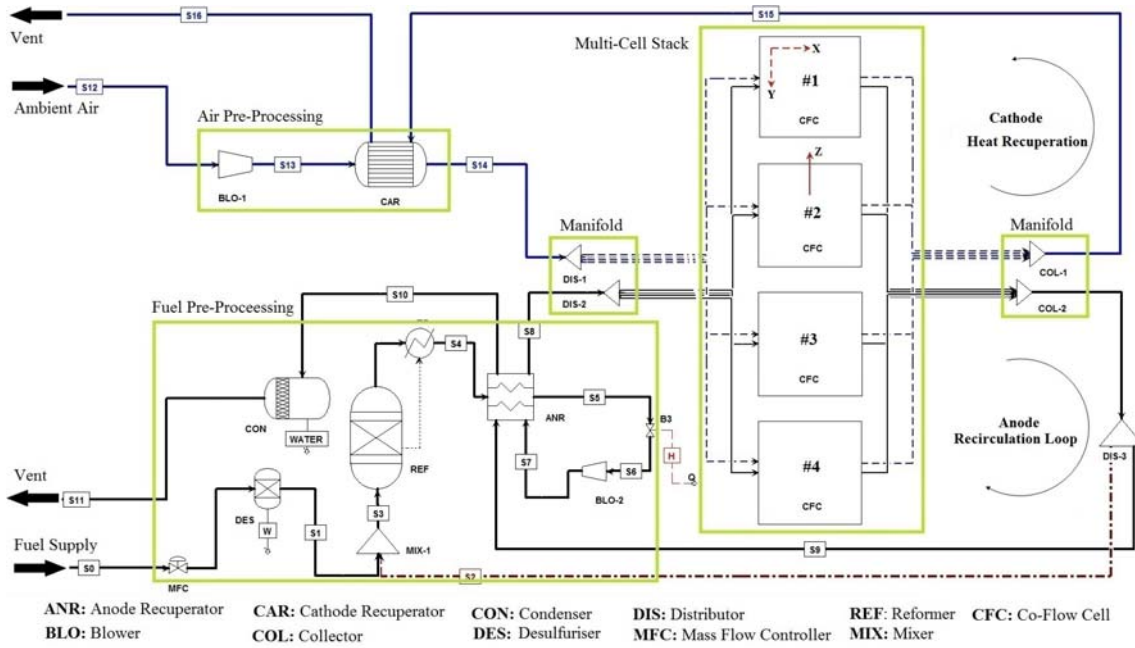 S16
S15
Vent
Multi-Cell Stack
X
Y
#1
CFC
S12
Ambient Air
Air Pre-Processing
S13
S14
BLO-1
CAR
Cathode
Heat Recuperation
Z
#2
CFC
Manifold
DIS-1
DIS-2
Manifold
COL-1
COL-2
Fuel Pre-Proceessing
S10
S8
S4
#3
CFC
CON
WATER
REF
ANR
S5
B3
H
Q
S7
S6
BLO-2
Anode
Recirculation Loop
DIS-3
#4
CFC
Vent
S11
DES
W
S1
S3
MIX-1
S9
Fuel Supply
S0
MFC
S2
ANR: Anode Recuperator CAR: Cathode Recuperator CON: Condenser DIS: Distributor REF: Reformer CFC: Co-Flow Cell
BLO: Blower COL: Collector DES: Desulfuriser MFC: Mass Flow Controller MIX: Mixer